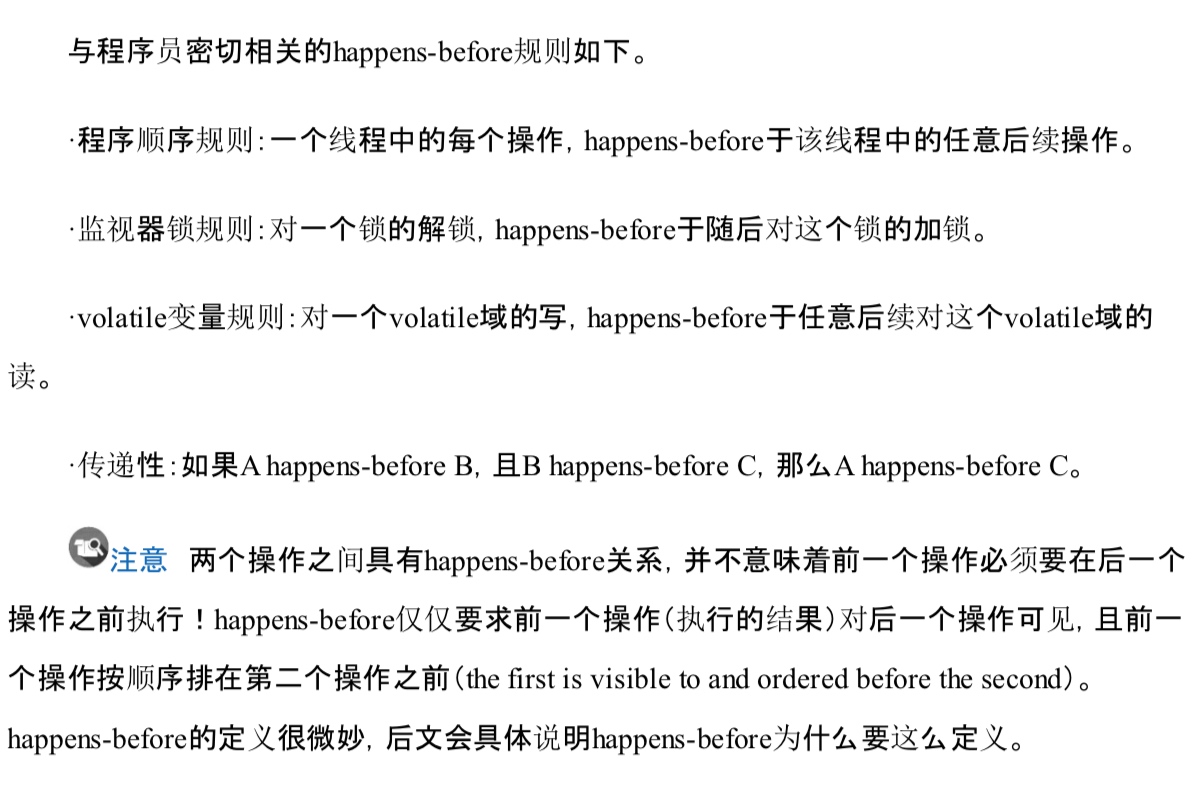 与程序员密切相关的happens-before规则如下。
·程序顺序规则：一个线程中的每个操作，happens-before于该线程中的任意后续操作。
·监视器锁规则：对一个锁的解锁，happens-before于随后对这个锁的加锁。
·volatile变量规则：对一个volatile域的写，happens-before于任意后续对这个volatile域的
读。
·传递性：如果A happens-before B，且B happens-before C，那么A happens-before C。
注意 两个操作之间具有happens-before关系，并不意味着前一个操作必须要在后一个
操作之前执行！happens-before仅仅要求前一个操作（执行的结果）对后一个操作可见，且前一
个操作按顺序排在第二个操作之前（the first is visible to and ordered before the second）。
happens-before的定义很微妙，后文会具体说明happens-before为什么要这么定义。